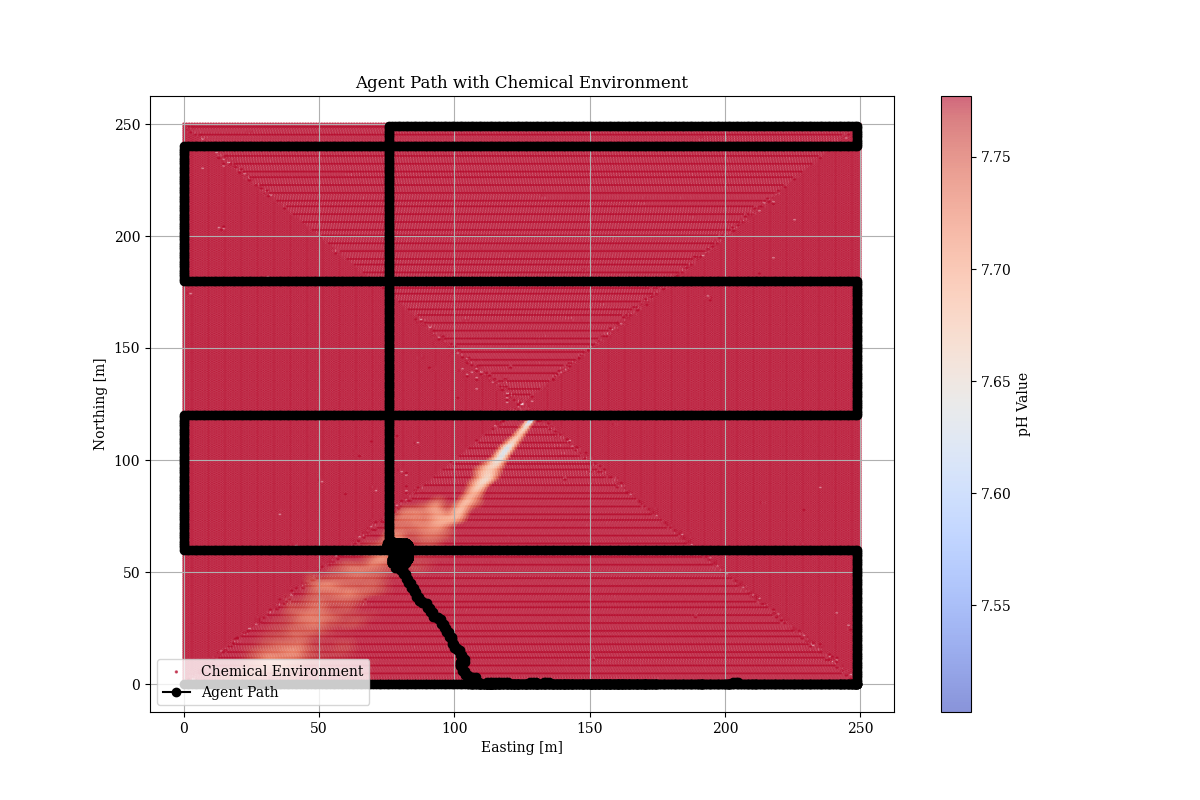 Agent Path with Chemical Environment
250
200
150
100
50
0
Northing [m]
0
50
100
150
200
250
Easting [m]
Chemical Environment
Agent Path
7.75
7.70
7.65
7.60
7.55
pH Value